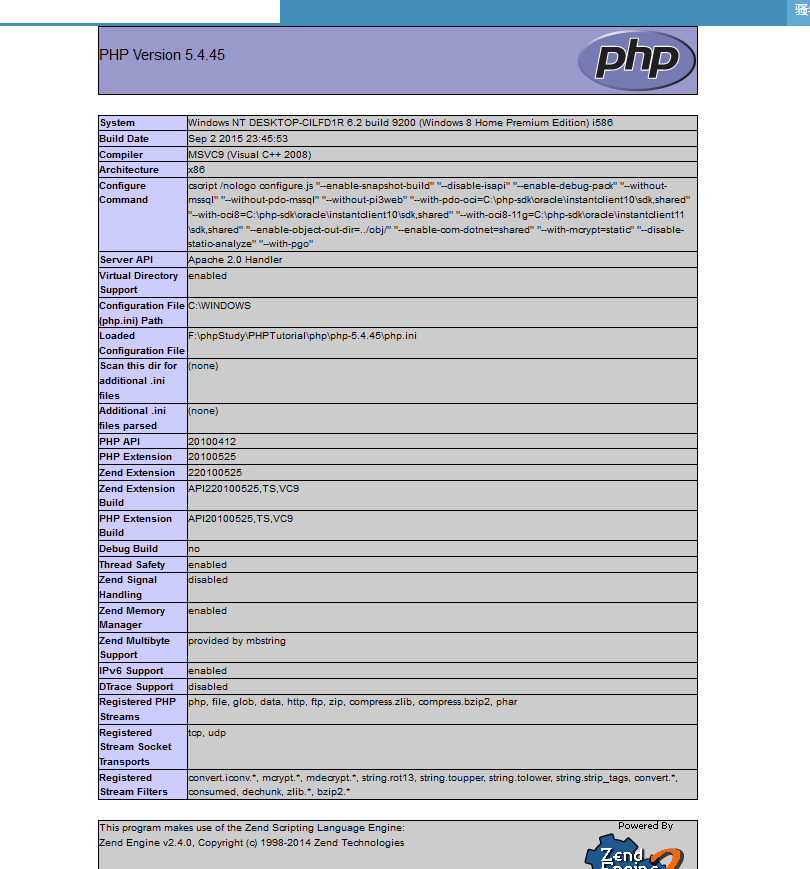 骚
PHP Version 5.4.45
php
System Windows NT DESKTOP-CILFD1R 6.2 build 9200 (Windows 8 Home Premium Edition) i586
Build Date Sep 2 2015 23:45:53
Compiler MSVC9 (Visual C++ 2008)
Architecture x86
Configure
Command
cscript /nologo configure.js "--enable-snapshot-build" "--disable-isapi" "--enable-debug-pack" "--without-
mssql" "--without-pdo-mssql" "--without-pi3web" "--with-pdo-oci=C:\php-sdk\oracle\instantclient10\sdk,shared"
"--with-oci8=C:\php-sdk\oracle\instantclient10\sdk,shared" "--with-oci8-11g=C:\php-sdk\oracle\instantclient11
\sdk,shared" "--enable-object-out-dir=../obj/" "--enable-com-dotnet=shared" "--with-mcrypt=static" "--disable-
static-analyze" "--with-pgo"
Server API Apache 2.0 Handler
Virtual Directory
Support
enabled
Configuration File
(php.ini) Path
C:\WINDOWS
Loaded
Configuration File
F:\phpStudy\PHPTutorial\php\php-5.4.45\php.ini
Scan this dir for
additional .ini
files
(none)
Additional .ini
files parsed
(none)
PHP API 20100412
PHP Extension 20100525
Zend Extension 220100525
Zend Extension
Build
API220100525,TS,VC9
PHP Extension
Build
API20100525,TS,VC9
Debug Build no
Thread Safety enabled
Zend Signal
Handling
disabled
Zend Memory
Manager
enabled
Zend Multibyte
Support
provided by mbstring
IPv6 Support enabled
DTrace Support disabled
Registered PHP
Streams
php, file, glob, data, http, ftp, zip, compress.zlib, compress.bzip2, phar
Registered
Stream Socket
Transports
tcp, udp
Registered
Stream Filters
convert.iconv.*, mcrypt.*, mdecrypt.*, string.rot13, string.toupper, string.tolower, string.strip_tags, convert.*,
consumed, dechunk, zlib.*, bzip2.*
This program makes use of the Zend Scripting Language Engine:
Zend Engine v2.4.0, Copyright (c) 1998-2014 Zend Technologies
Powered By
Zend
Engine 2